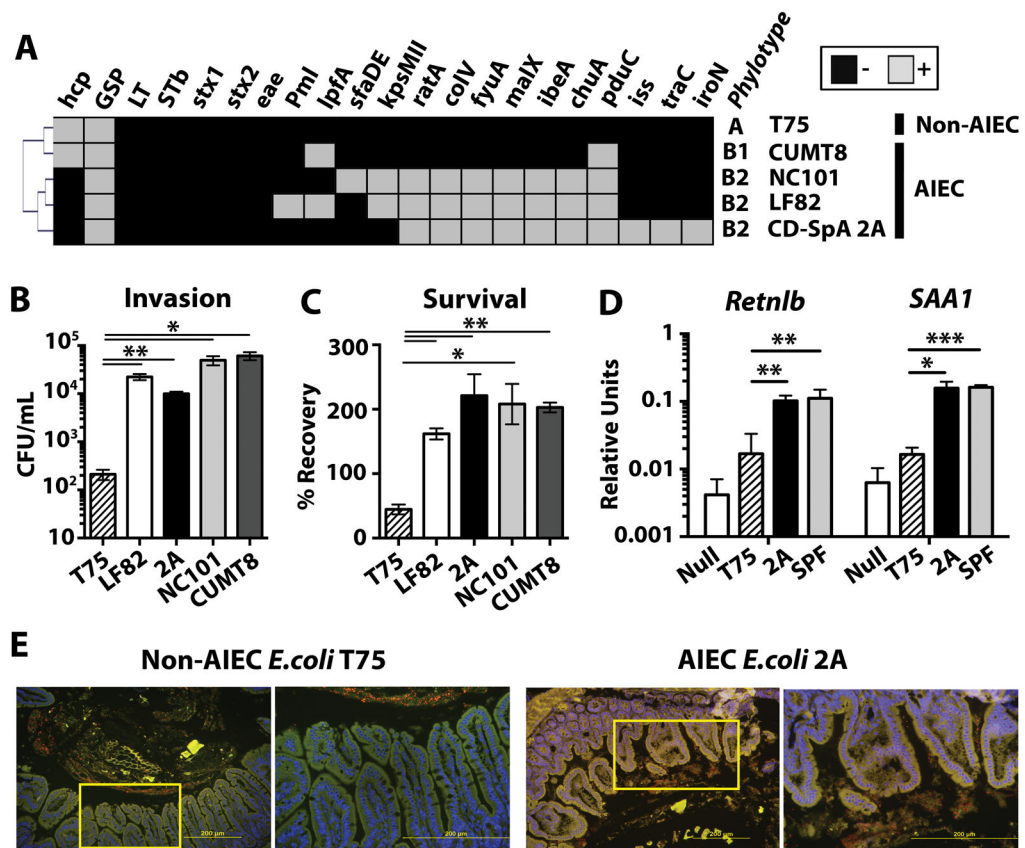 A
hcp GSP LT STb stx1 stx2 eae PmI lpfA sfaDE kpsMII ratA colV fyuA malX ibeA chuA pduC iss traC iroN Phylotype
- +
A T75 Non-AIEC
B1 CUMT8
B2 NC101 AIEC
B2 LF82
B2 CD-SpA 2A
B Invasion
* **
CFU/mL
10^5
10^4
10^3
10^2
10
T75 LF82 2A NC101 CUMT8
C Survival
** *
% Recovery
300
200
100
0
T75 LF82 2A NC101 CUMT8
D Retnlb SAA1
** ** *** *
Relative Units
1
0.1
0.01
0.001
Null T75 2A SPF Null T75 2A SPF
E
Non-AIEC E.coli T75 AIEC E.coli 2A
200 µm 200 µm 200 µm 200 µm